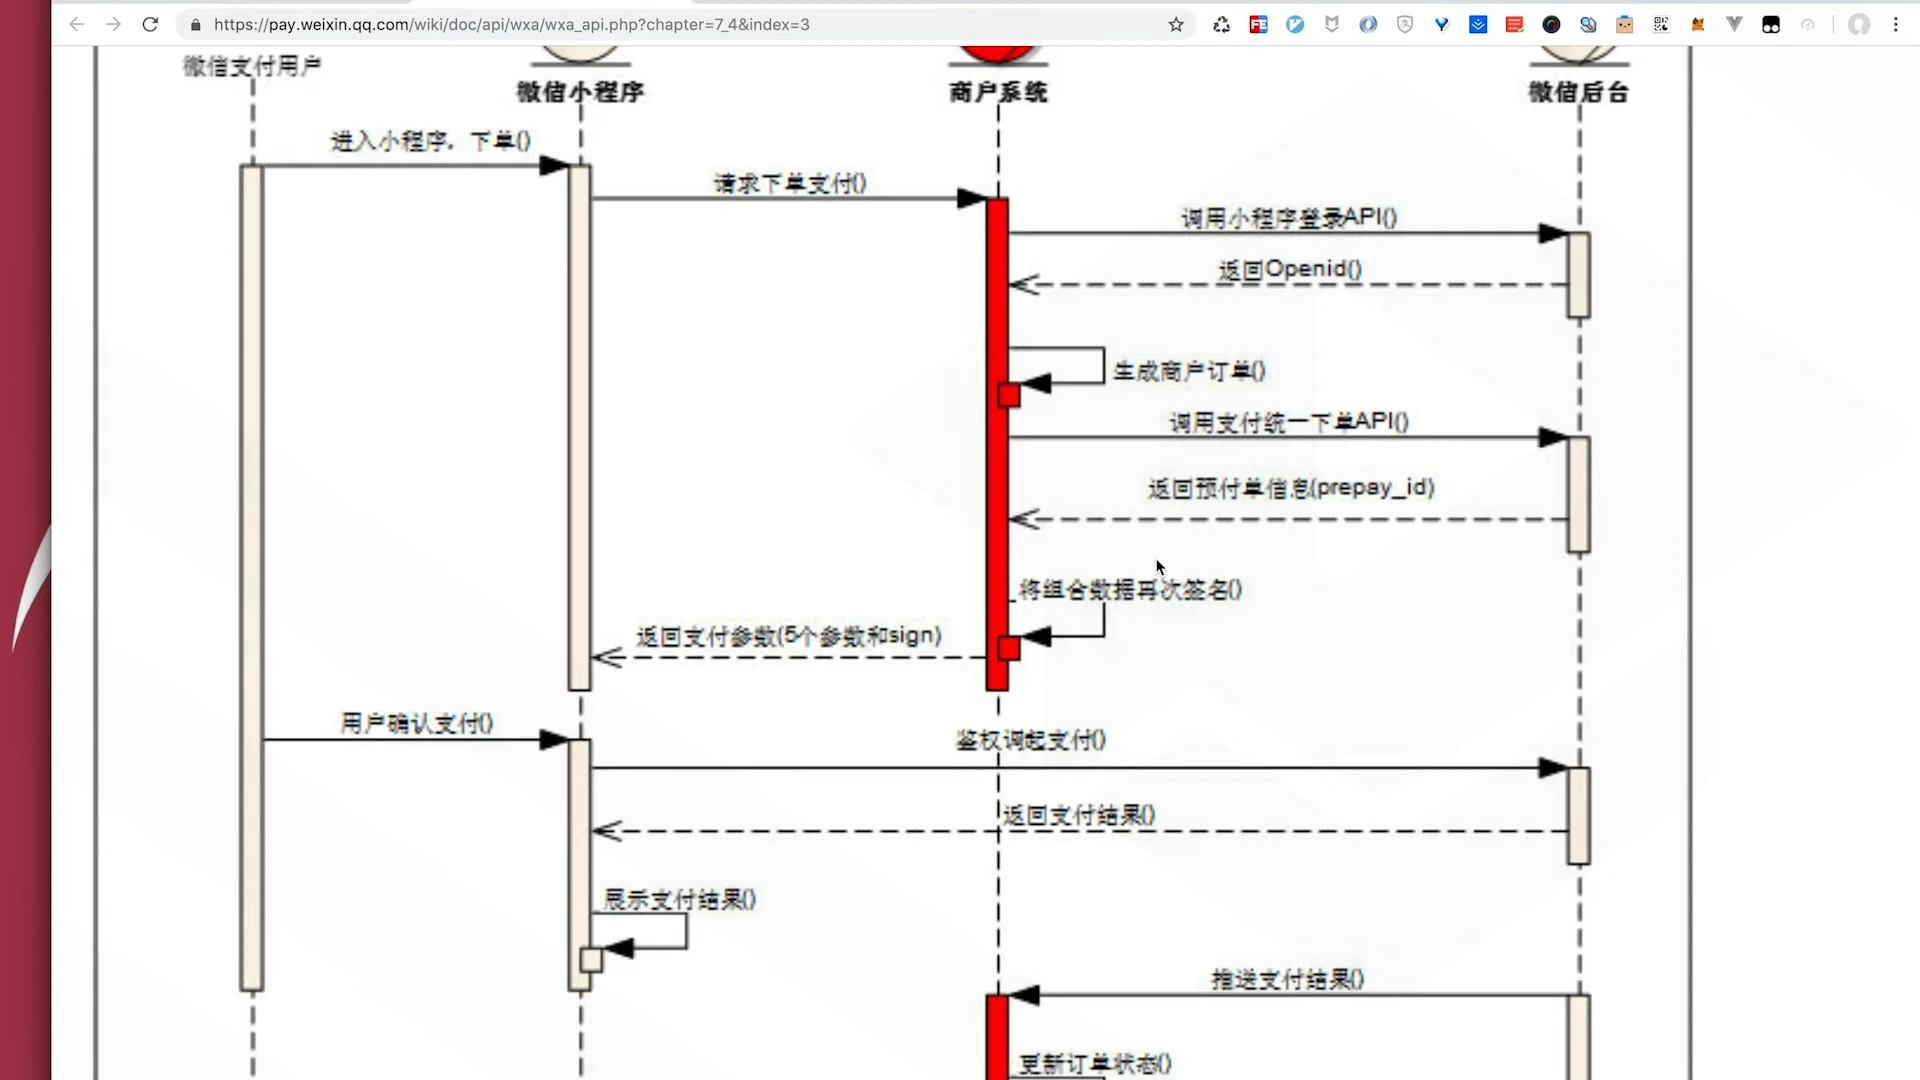 https://pay.weixin.qq.com/wiki/doc/api/wxa/wxa_api.php?chapter=7_4&index=3
微信支付用户
微信小程序
商户系统
微信后台
进入小程序，下单()
请求下单支付()
调用小程序登录API()
返回Openid()
生成商户订单()
调用支付统一下单API()
返回预付单信息(prepay_id)
将组合数据再次签名()
返回支付参数(5个参数和sign)
用户确认支付()
鉴权调起支付()
返回支付结果()
展示支付结果()
推送支付结果()
更新订单状态()